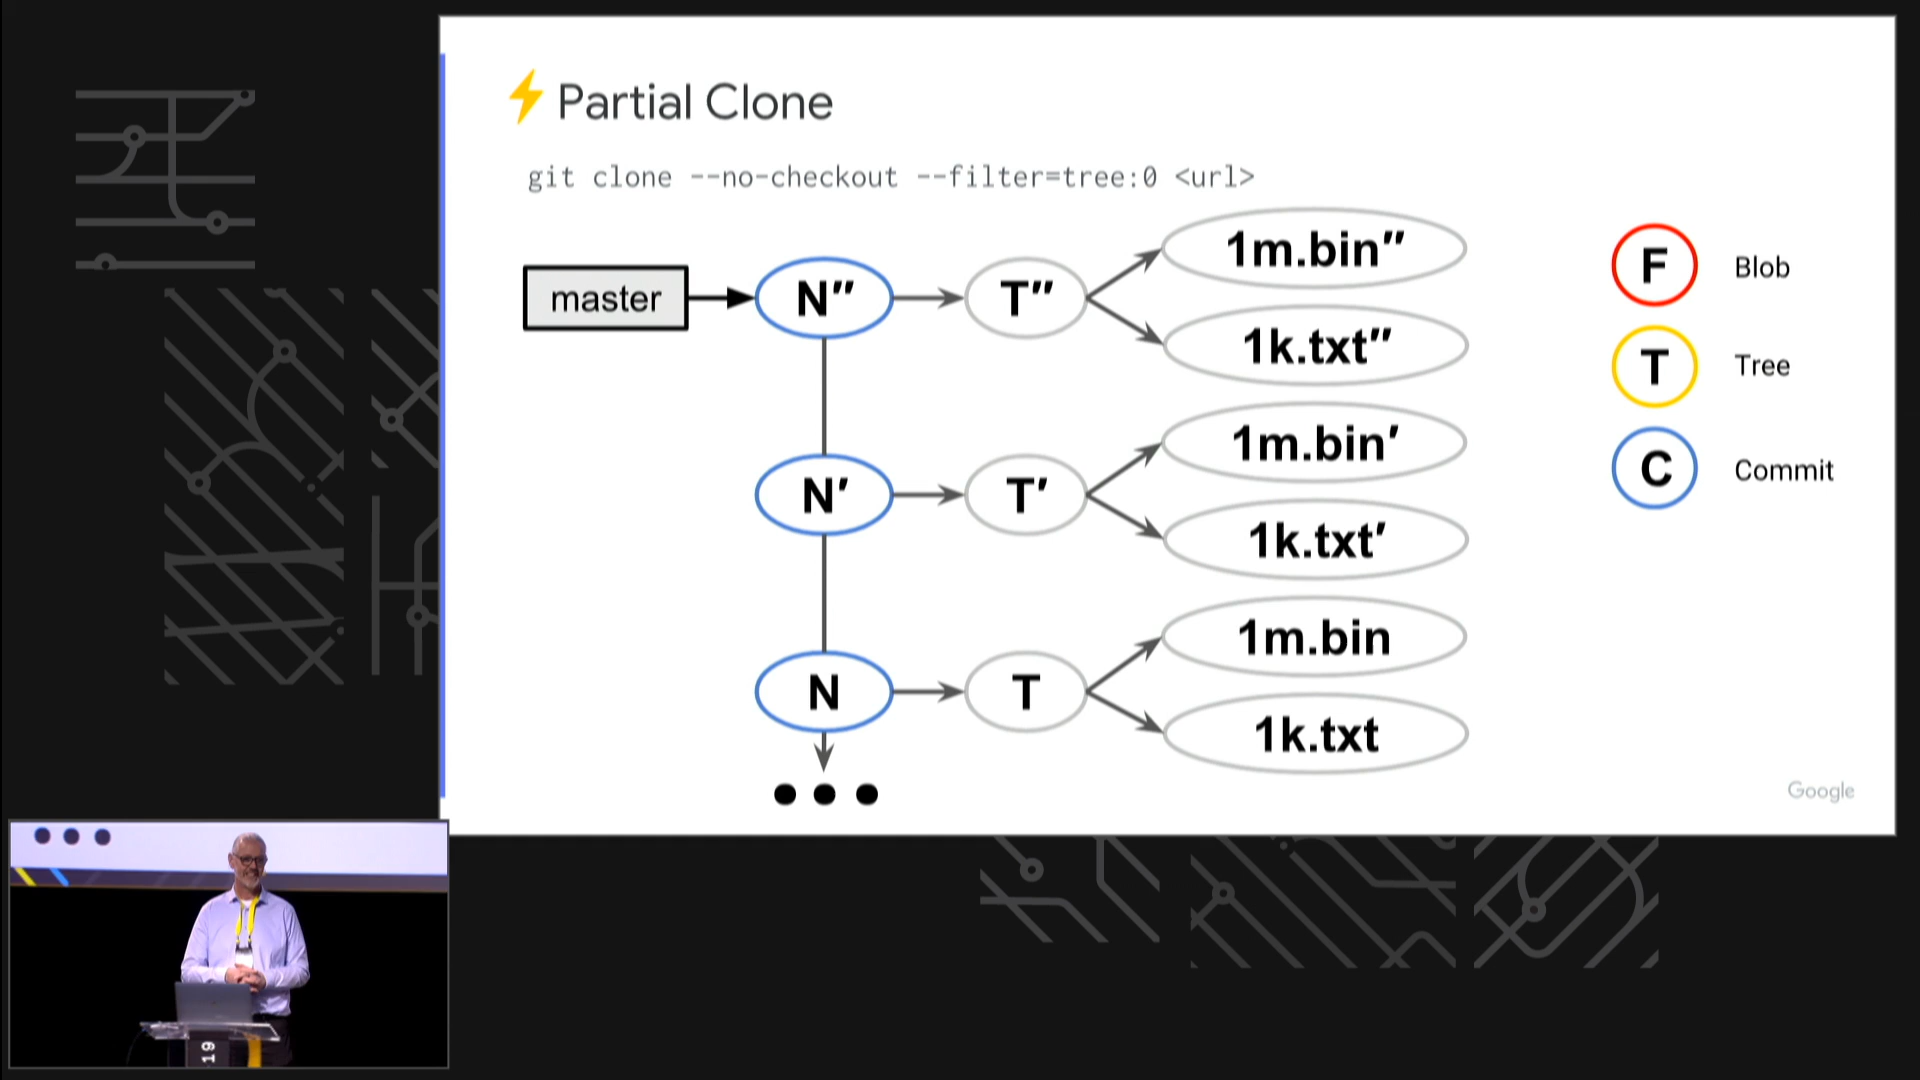 ⚡ Partial Clone
git clone --no-checkout --filter=tree:0 <url>
master
N″
T″
1m.bin″
1k.txt″
N′
T′
1m.bin′
1k.txt′
N
T
1m.bin
1k.txt
F Blob
T Tree
C Commit
Google
19